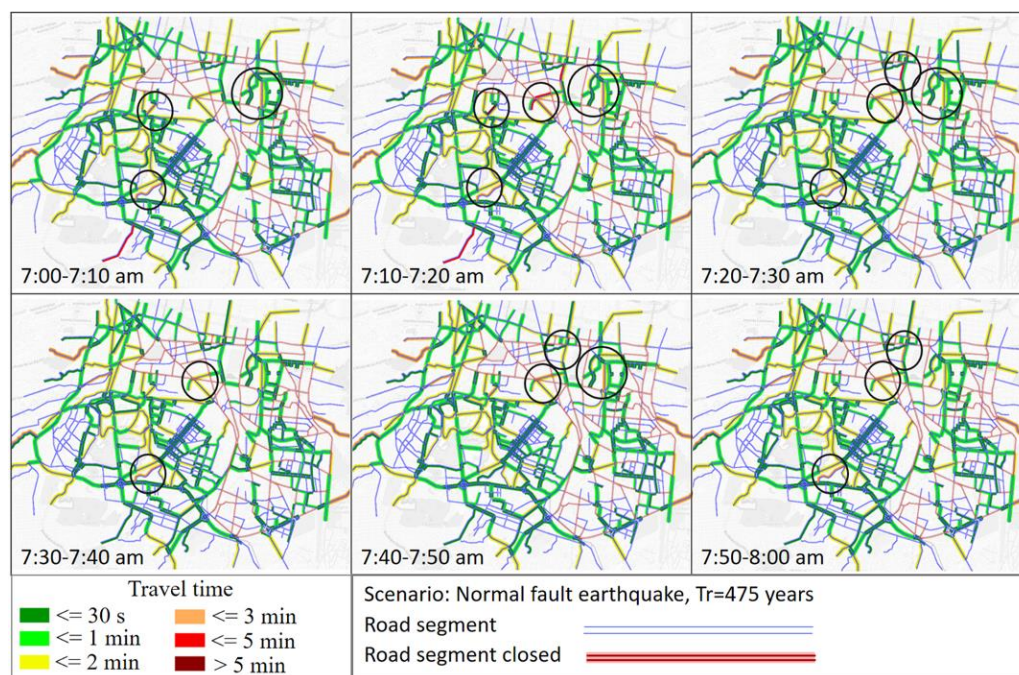 7:00-7:10 am
7:10-7:20 am
7:20-7:30 am
7:30-7:40 am
7:40-7:50 am
7:50-8:00 am
Travel time
<= 30 s
<= 1 min
<= 2 min
<= 3 min
<= 5 min
> 5 min
Scenario: Normal fault earthquake, Tr=475 years
Road segment
Road segment closed